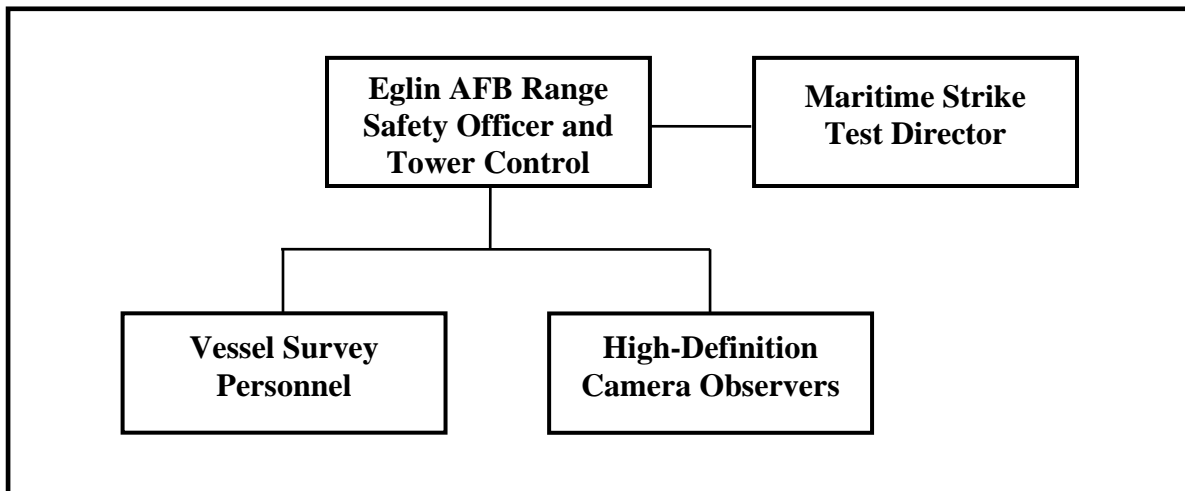 Eglin AFB Range
Safety Officer and
Tower Control
Maritime Strike
Test Director
Vessel Survey
Personnel
High-Definition
Camera Observers